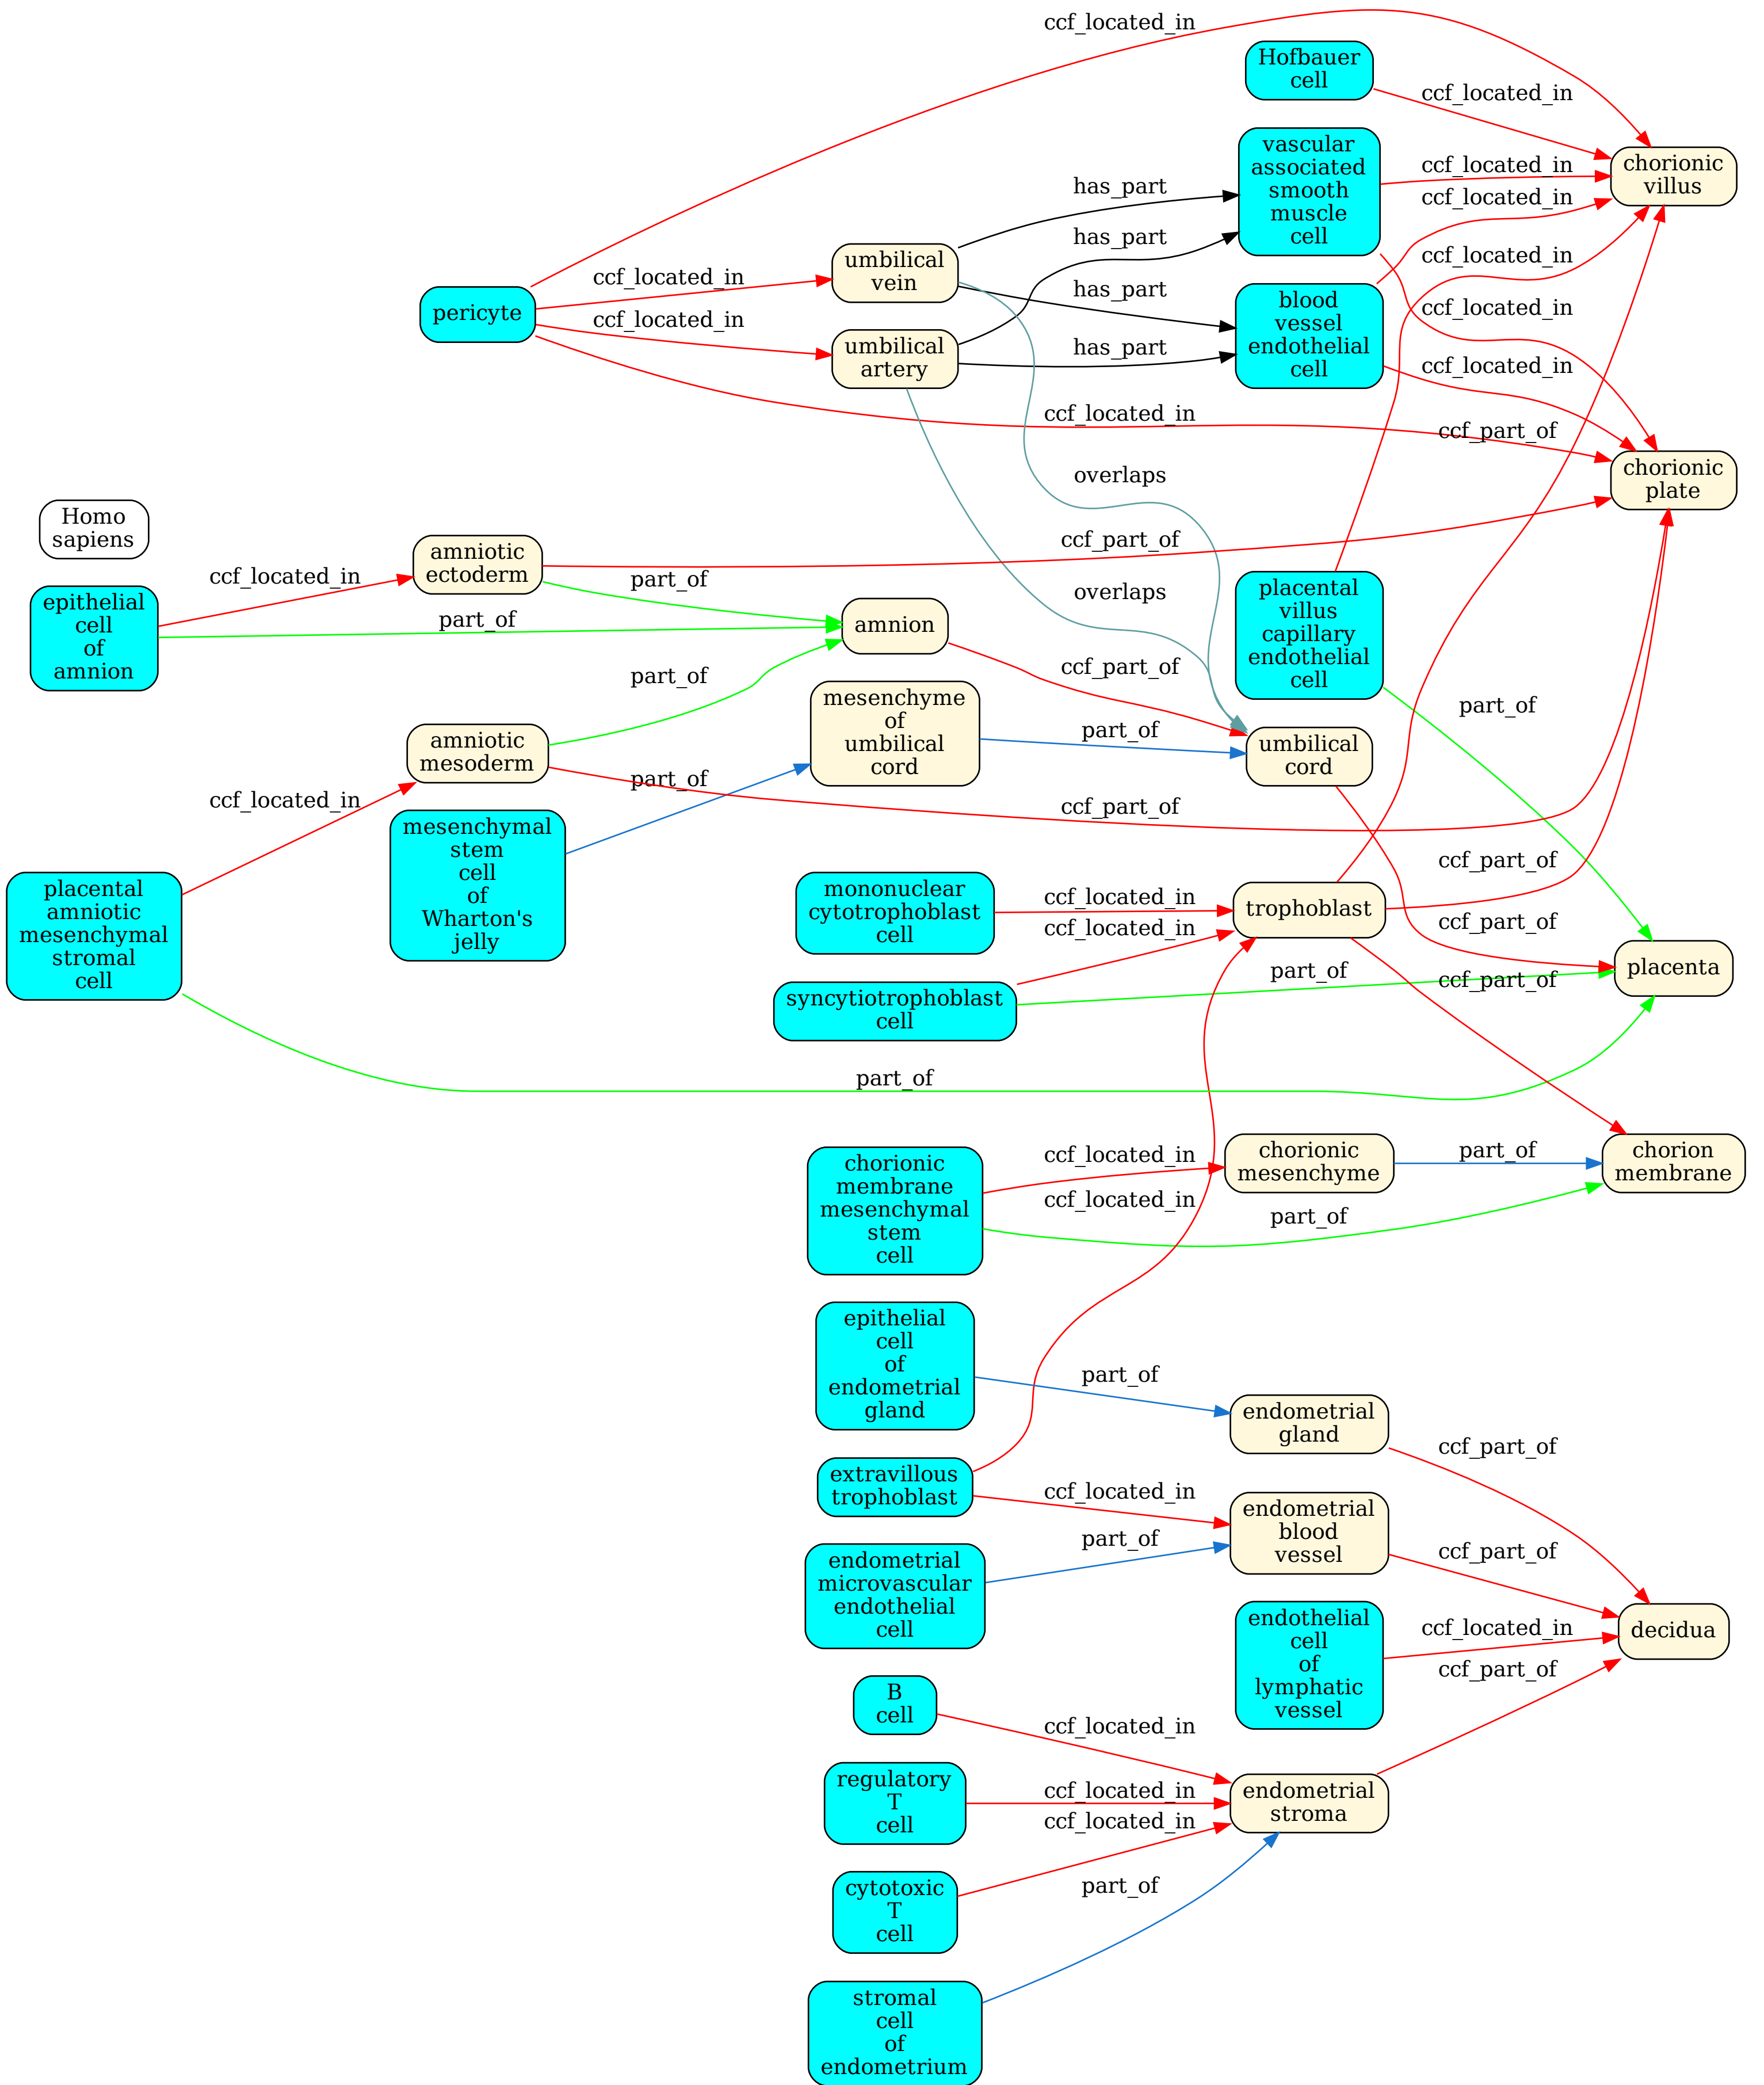 ccf_located_in
Hofbauer
cell
ccf_located_in
vascular
associated
smooth
muscle
cell
chorionic
villus
ccf_located_in
has_part
ccf_located_in
has_part
umbilical
vein
ccf_located_in
ccf_located_in
pericyte
has_part
blood
vessel
endothelial
cell
ccf_located_in
ccf_located_in
umbilical
artery
has_part
ccf_located_in
ccf_located_in
ccf_part_of
chorionic
plate
overlaps
Homo
sapiens
amniotic
ectoderm
ccf_part_of
epithelial
cell
of
amnion
ccf_located_in
part_of
part_of
amnion
overlaps
placental
villus
capillary
endothelial
cell
part_of
ccf_part_of
mesenchyme
of
umbilical
cord
part_of
amniotic
mesoderm
part_of
part_of
umbilical
cord
ccf_located_in
ccf_part_of
mesenchymal
stem
cell
of
Wharton's
jelly
placental
amniotic
mesenchymal
stromal
cell
mononuclear
cytotrophoblast
cell
ccf_located_in
ccf_located_in
trophoblast
ccf_part_of
ccf_part_of
placenta
syncytiotrophoblast
cell
part_of
ccf_part_of
part_of
chorionic
membrane
mesenchymal
stem
cell
ccf_located_in
ccf_located_in
chorionic
mesenchyme
part_of
chorion
membrane
part_of
epithelial
cell
of
endometrial
gland
part_of
endometrial
gland
ccf_part_of
extravillous
trophoblast
ccf_located_in
endometrial
blood
vessel
ccf_part_of
endometrial
microvascular
endothelial
cell
part_of
endothelial
cell
of
lymphatic
vessel
ccf_located_in
decidua
ccf_part_of
B
cell
ccf_located_in
regulatory
T
cell
ccf_located_in
ccf_located_in
endometrial
stroma
cytotoxic
T
cell
part_of
stromal
cell
of
endometrium